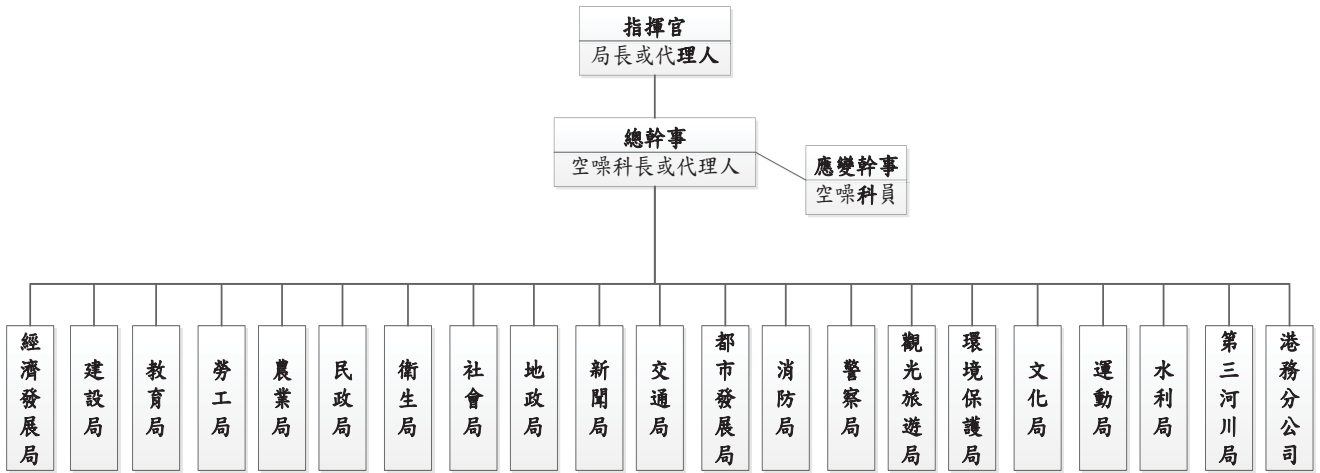 指揮官
局長或代理人
總幹事
空噪科長或代理人
應變幹事
空噪科員
經濟發展局
建設局
教育局
勞工局
農業局
民政局
衛生局
社會局
地政局
新聞局
交通局
都市發展局
消防局
警察局
觀光旅遊局
環境保護局
文化局
運動局
水利局
第三河川局
港務分公司